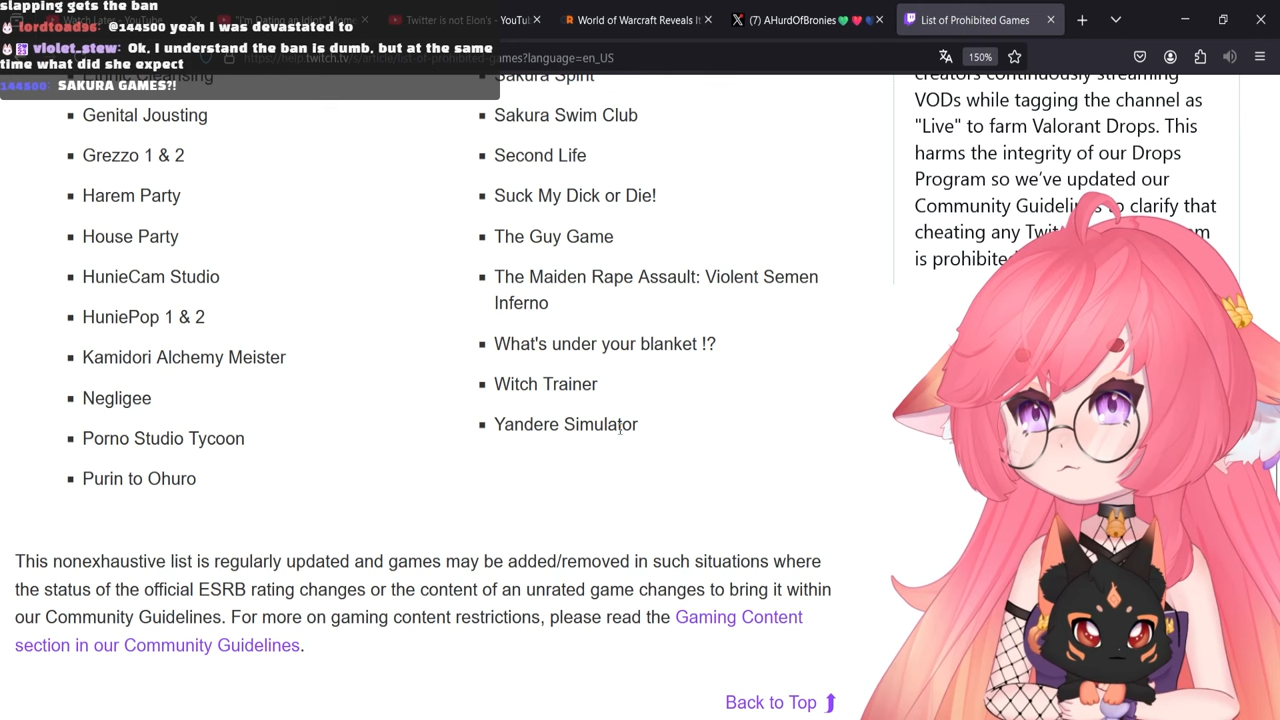 slapping gets the ban
lordtoad96: @144500 yeah I was devastated to
violet_stew: Ok, I understand the ban is dumb, but at the same
time what did she expect
144500: SAKURA GAMES?!
Twitter is not Elon's - YouTu
World of Warcraft Reveals It
(7) AHurdOfBronies
List of Prohibited Games
150%
Genital Jousting
Grezzo 1 & 2
Harem Party
House Party
HunieCam Studio
HuniePop 1 & 2
Kamidori Alchemy Meister
Negligee
Porno Studio Tycoon
Purin to Ohuro
Sakura Spirit
Sakura Swim Club
Second Life
Suck My Dick or Die!
The Guy Game
The Maiden Rape Assault: Violent Semen
Inferno
What's under your blanket !?
Witch Trainer
Yandere Simulator
creators continuously streaming
VODs while tagging the channel as
"Live" to farm Valorant Drops. This
harms the integrity of our Drops
Program so we've updated our
Community Guidelines to clarify that
cheating any
is prohibited
This nonexhaustive list is regularly updated and games may be added/removed in such situations where
the status of the official ESRB rating changes or the content of an unrated game changes to bring it within
our Community Guidelines. For more on gaming content restrictions, please read the Gaming Content
section in our Community Guidelines.
Back to Top